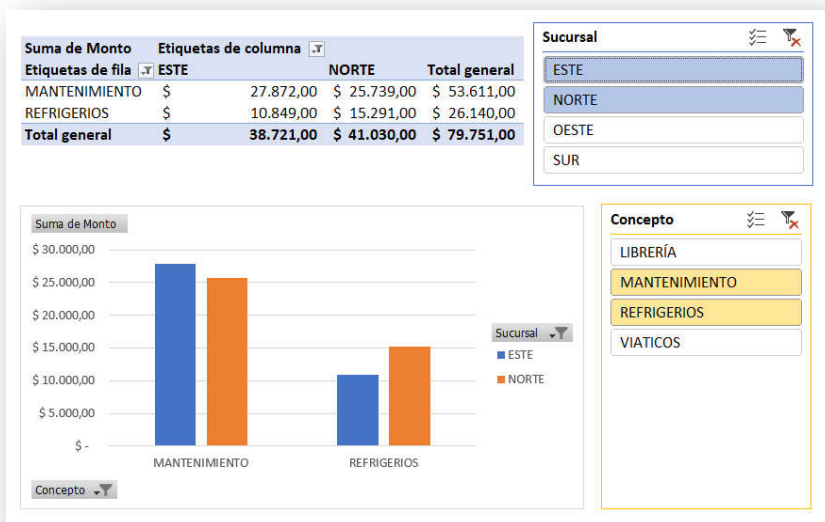 Suma de Monto Etiquetas de columna
Etiquetas de fila ESTE NORTE Total general
MANTENIMIENTO $ 27.872,00 $ 25.739,00 $ 53.611,00
REFRIGERIOS $ 10.849,00 $ 15.291,00 $ 26.140,00
Total general $ 38.721,00 $ 41.030,00 $ 79.751,00
Sucursal
ESTE
NORTE
OESTE
SUR
Suma de Monto
$ 30.000,00
$ 25.000,00
$ 20.000,00
$ 15.000,00
$ 10.000,00
$ 5.000,00
$ -
MANTENIMIENTO REFRIGERIOS
Sucursal
ESTE
NORTE
Concepto
Concepto
LIBRERÍA
MANTENIMIENTO
REFRIGERIOS
VIATICOS